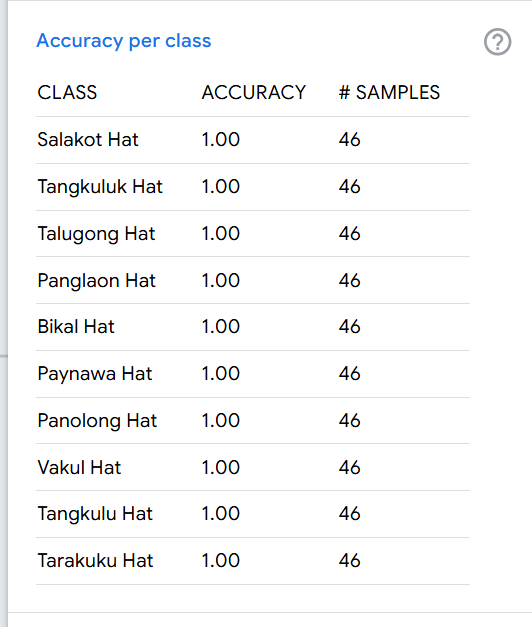 Accuracy per class
CLASS ACCURACY # SAMPLES
Salakot Hat 1.00 46
Tangkuluk Hat 1.00 46
Talugong Hat 1.00 46
Panglaon Hat 1.00 46
Bikal Hat 1.00 46
Paynawa Hat 1.00 46
Panolong Hat 1.00 46
Vakul Hat 1.00 46
Tangkulu Hat 1.00 46
Tarakuku Hat 1.00 46